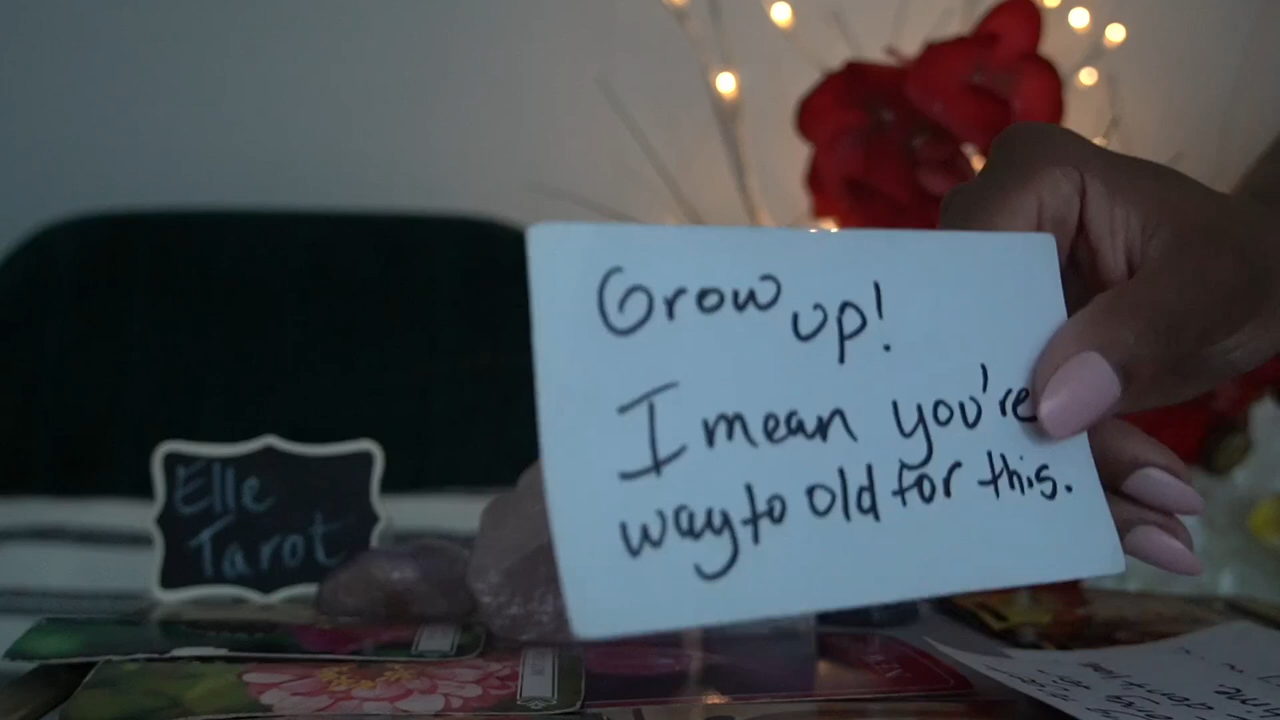 Grow up!
I mean you're
way to old for this.
Elle
Tarot